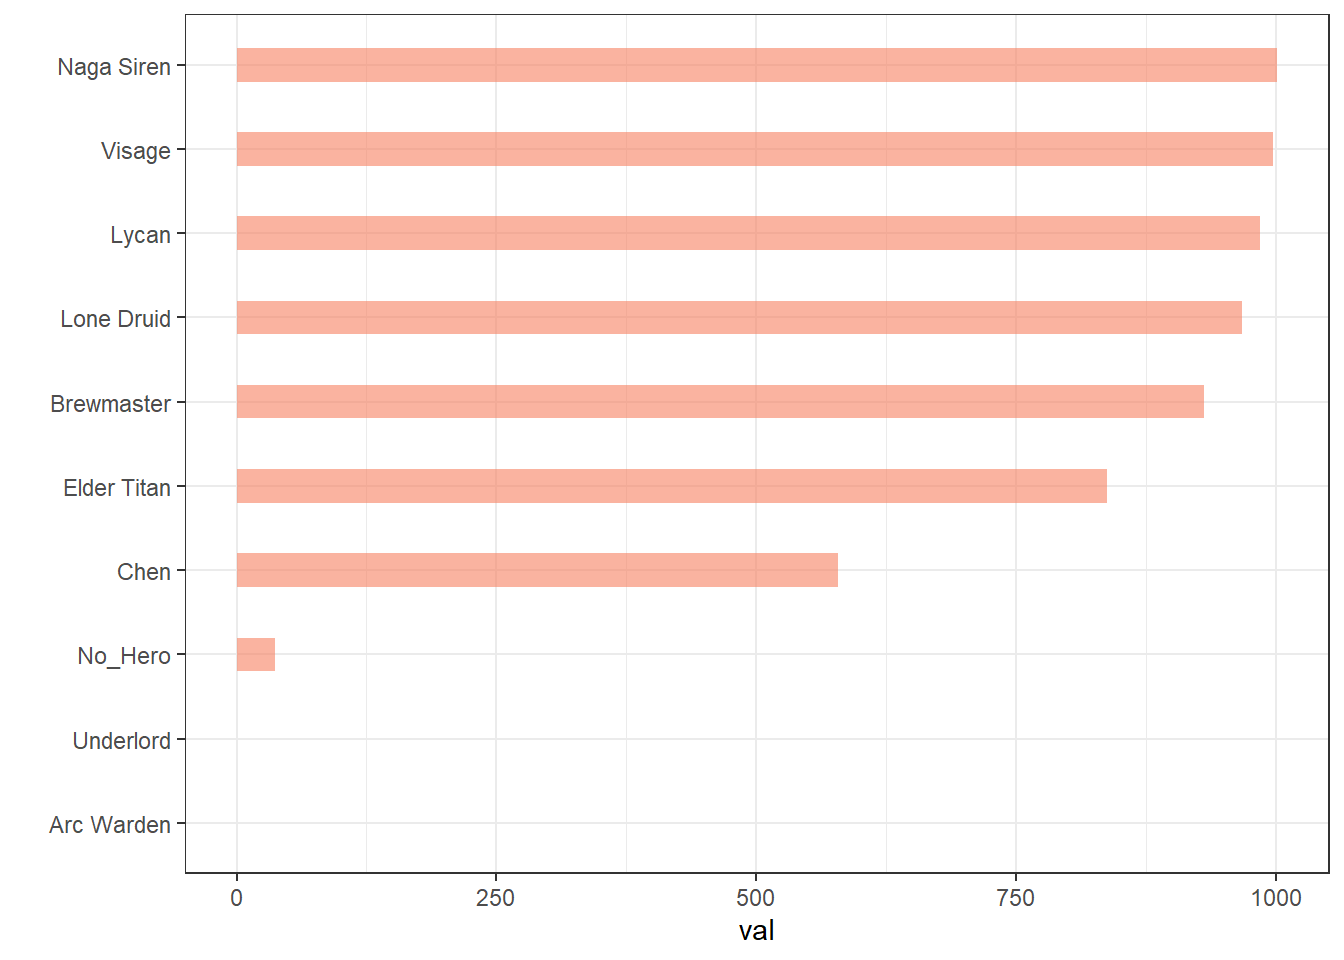 Naga Siren
Visage
Lycan
Lone Druid
Brewmaster
Elder Titan
Chen
No_Hero
Underlord
Arc Warden
0 250 500 750 1000
val